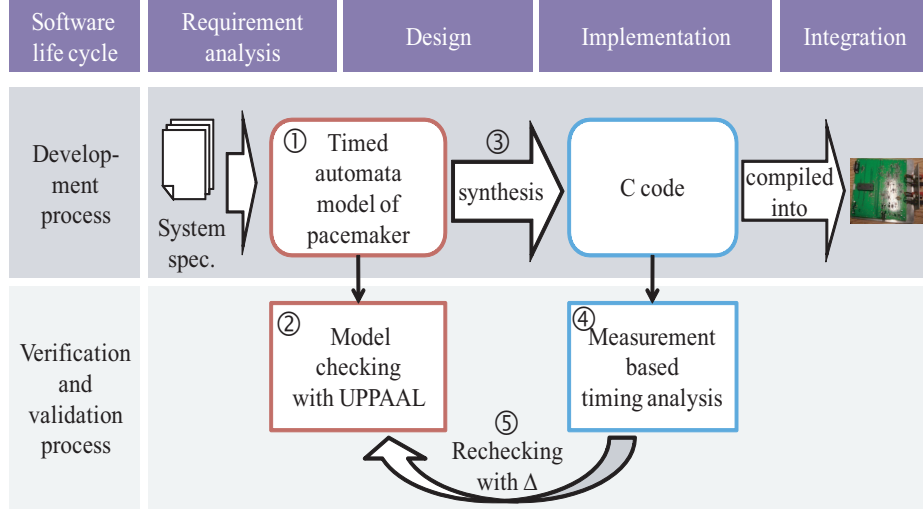 Software
life cycle
Requirement
analysis
Design
Implementation
Integration
Develop-
ment
process
System
spec.
①
Timed
automata
model of
pacemaker
③
synthesis
C code
compiled
into
Verification
and
validation
process
②
Model
checking
with UPPAAL
④
Measurement
based
timing analysis
⑤
Rechecking
with Δ